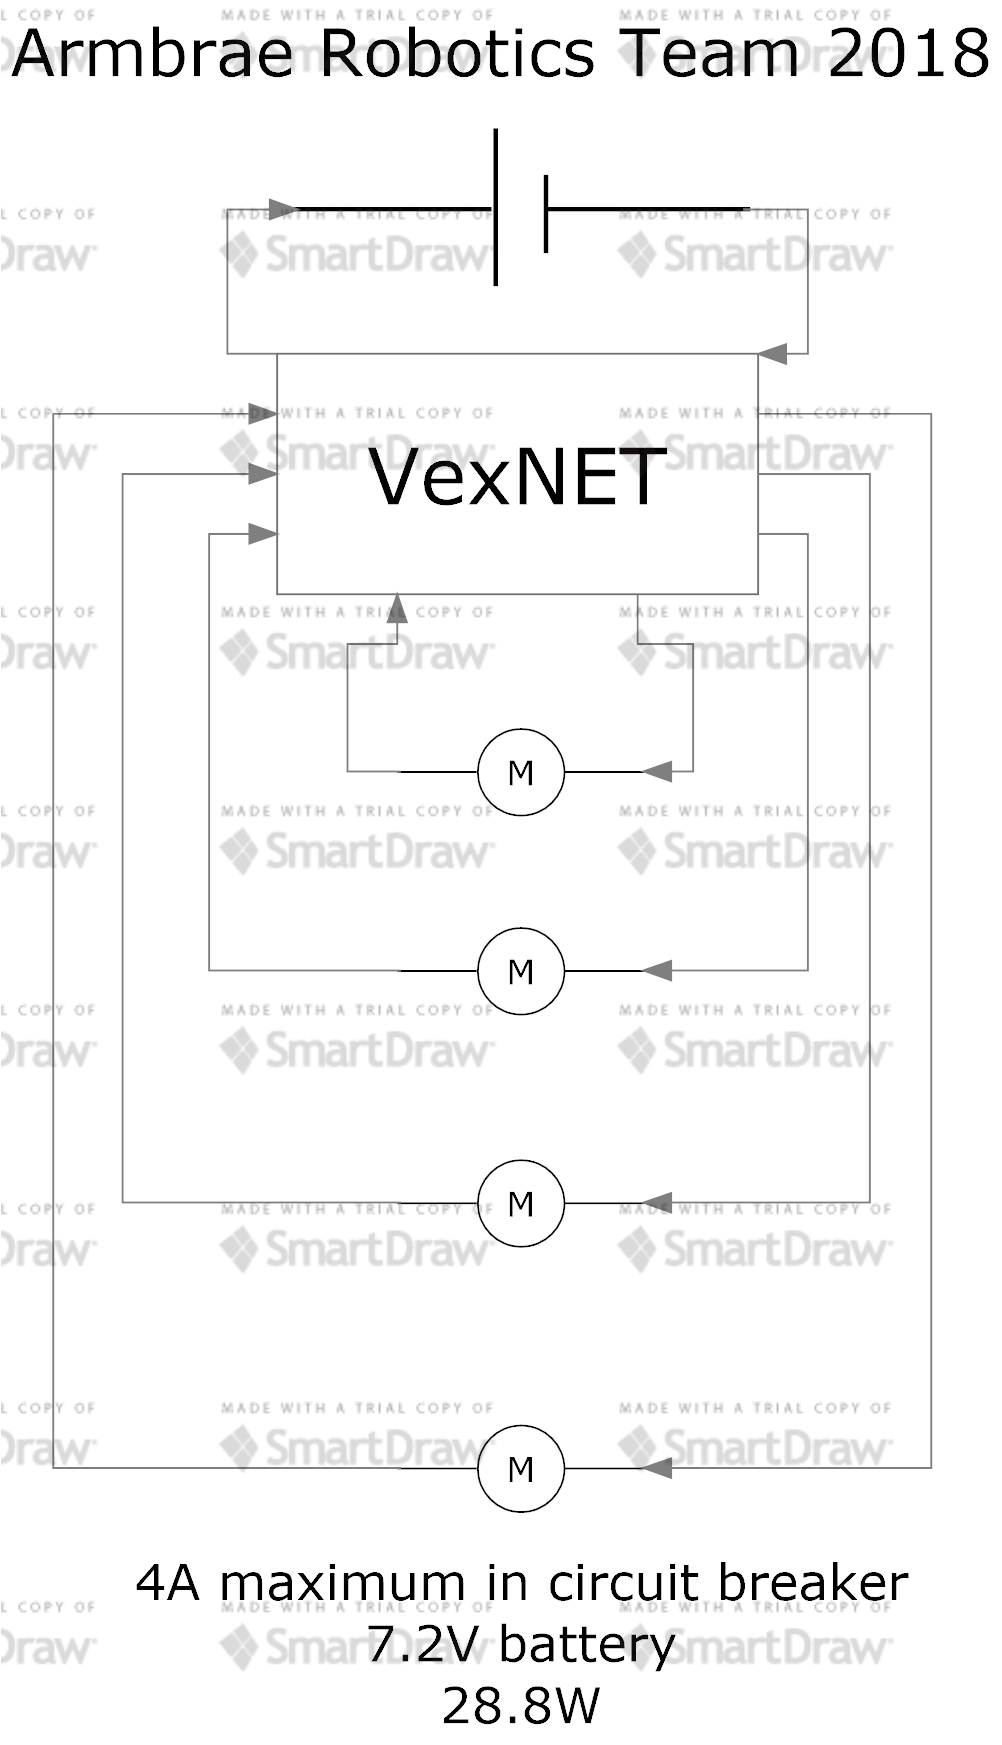 Armbrae Robotics Team 2018
VexNET
M
M
M
M
4A maximum in circuit breaker
7.2V battery
28.8W
MADE WITH A TRIAL COPY OF
SmartDraw